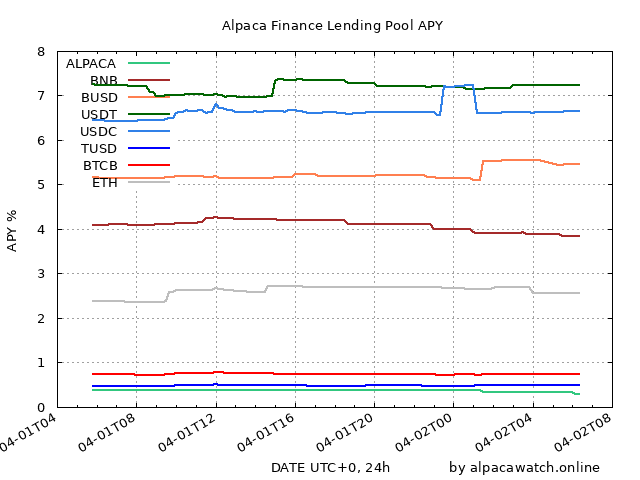 Alpaca Finance Lending Pool APY
8
7
6
5
4
3
2
1
0
APY %
ALPACA
BNB
BUSD
USDT
USDC
TUSD
BTCB
ETH
04-01T04
04-01T08
04-01T12
04-01T16
04-01T20
04-02T00
04-02T04
04-02T08
DATE UTC+0, 24h
by alpacawatch.online